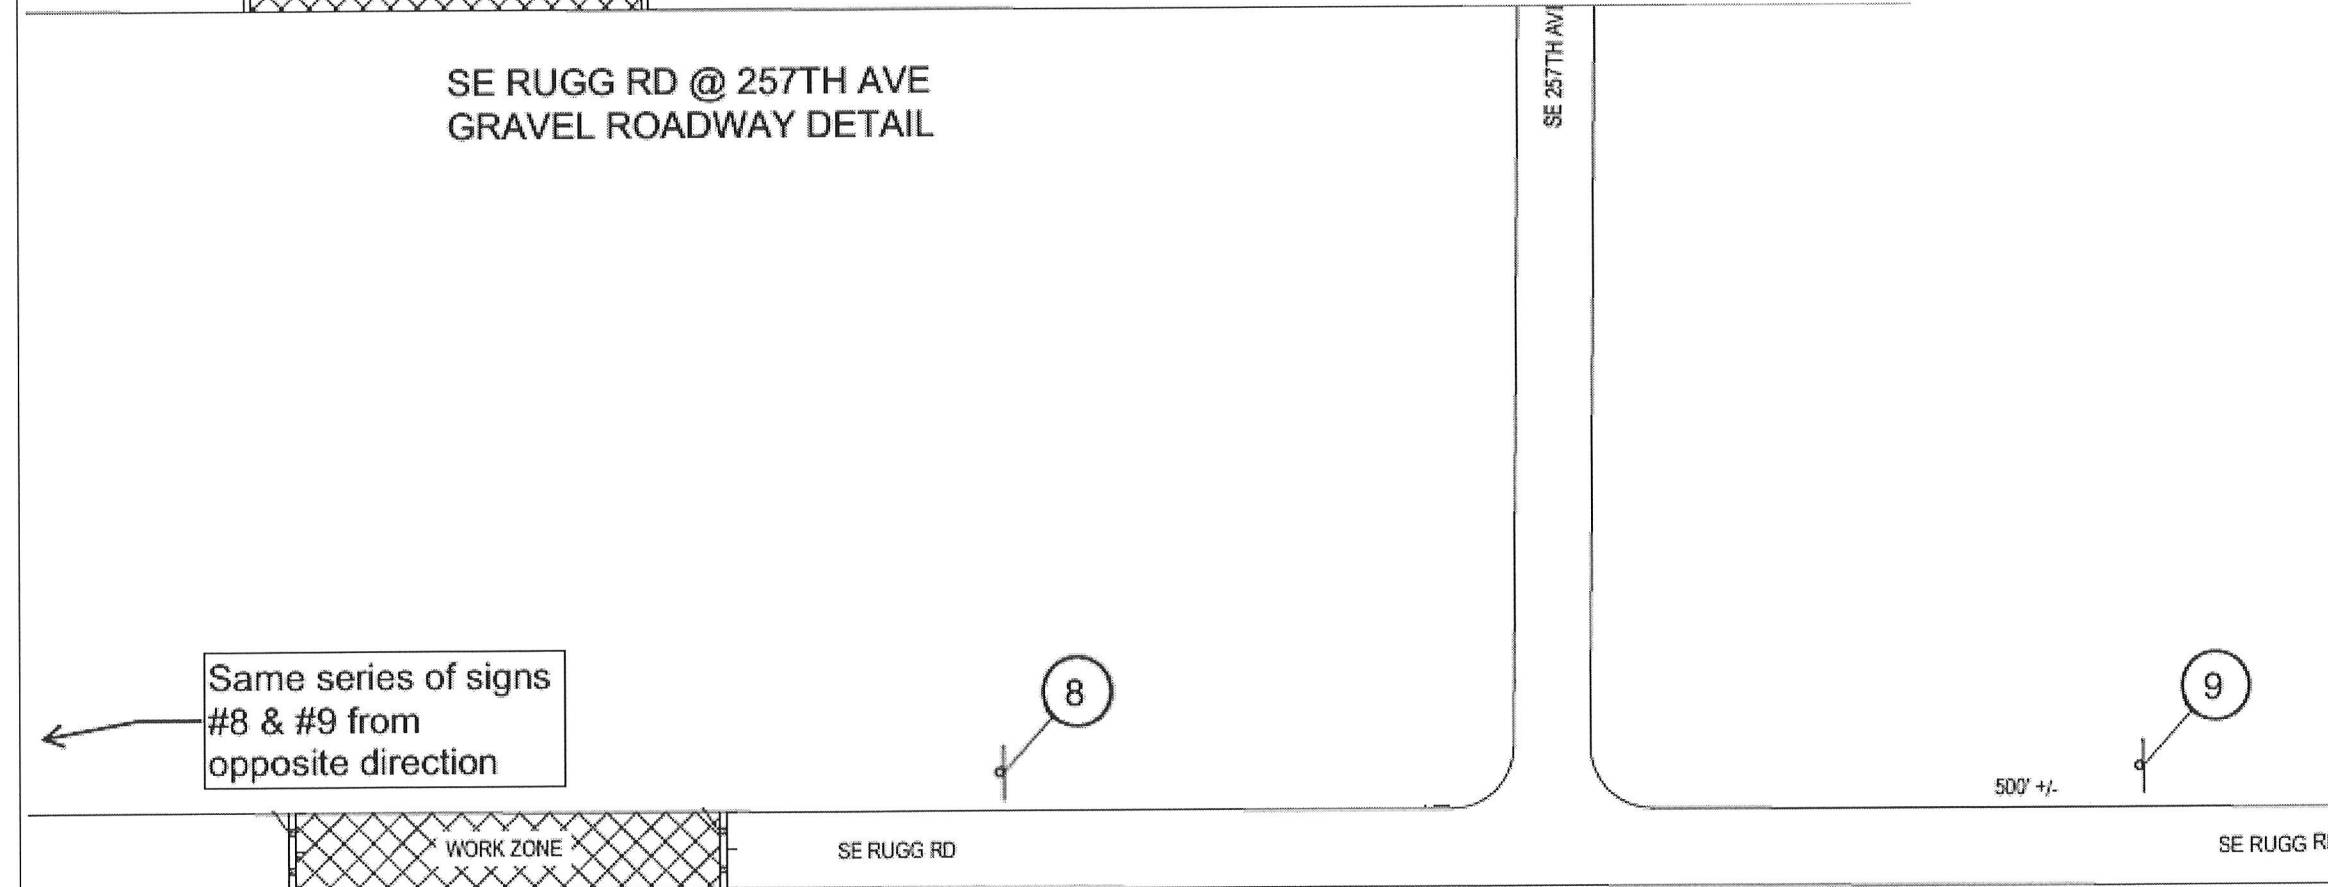 SE RUGG RD @ 257TH AVE
GRAVEL ROADWAY DETAIL
SE 257TH AVE
Same series of signs
#8 & #9 from
opposite direction
8
9
500' +/-
WORK ZONE
SE RUGG RD
SE RUGG RD